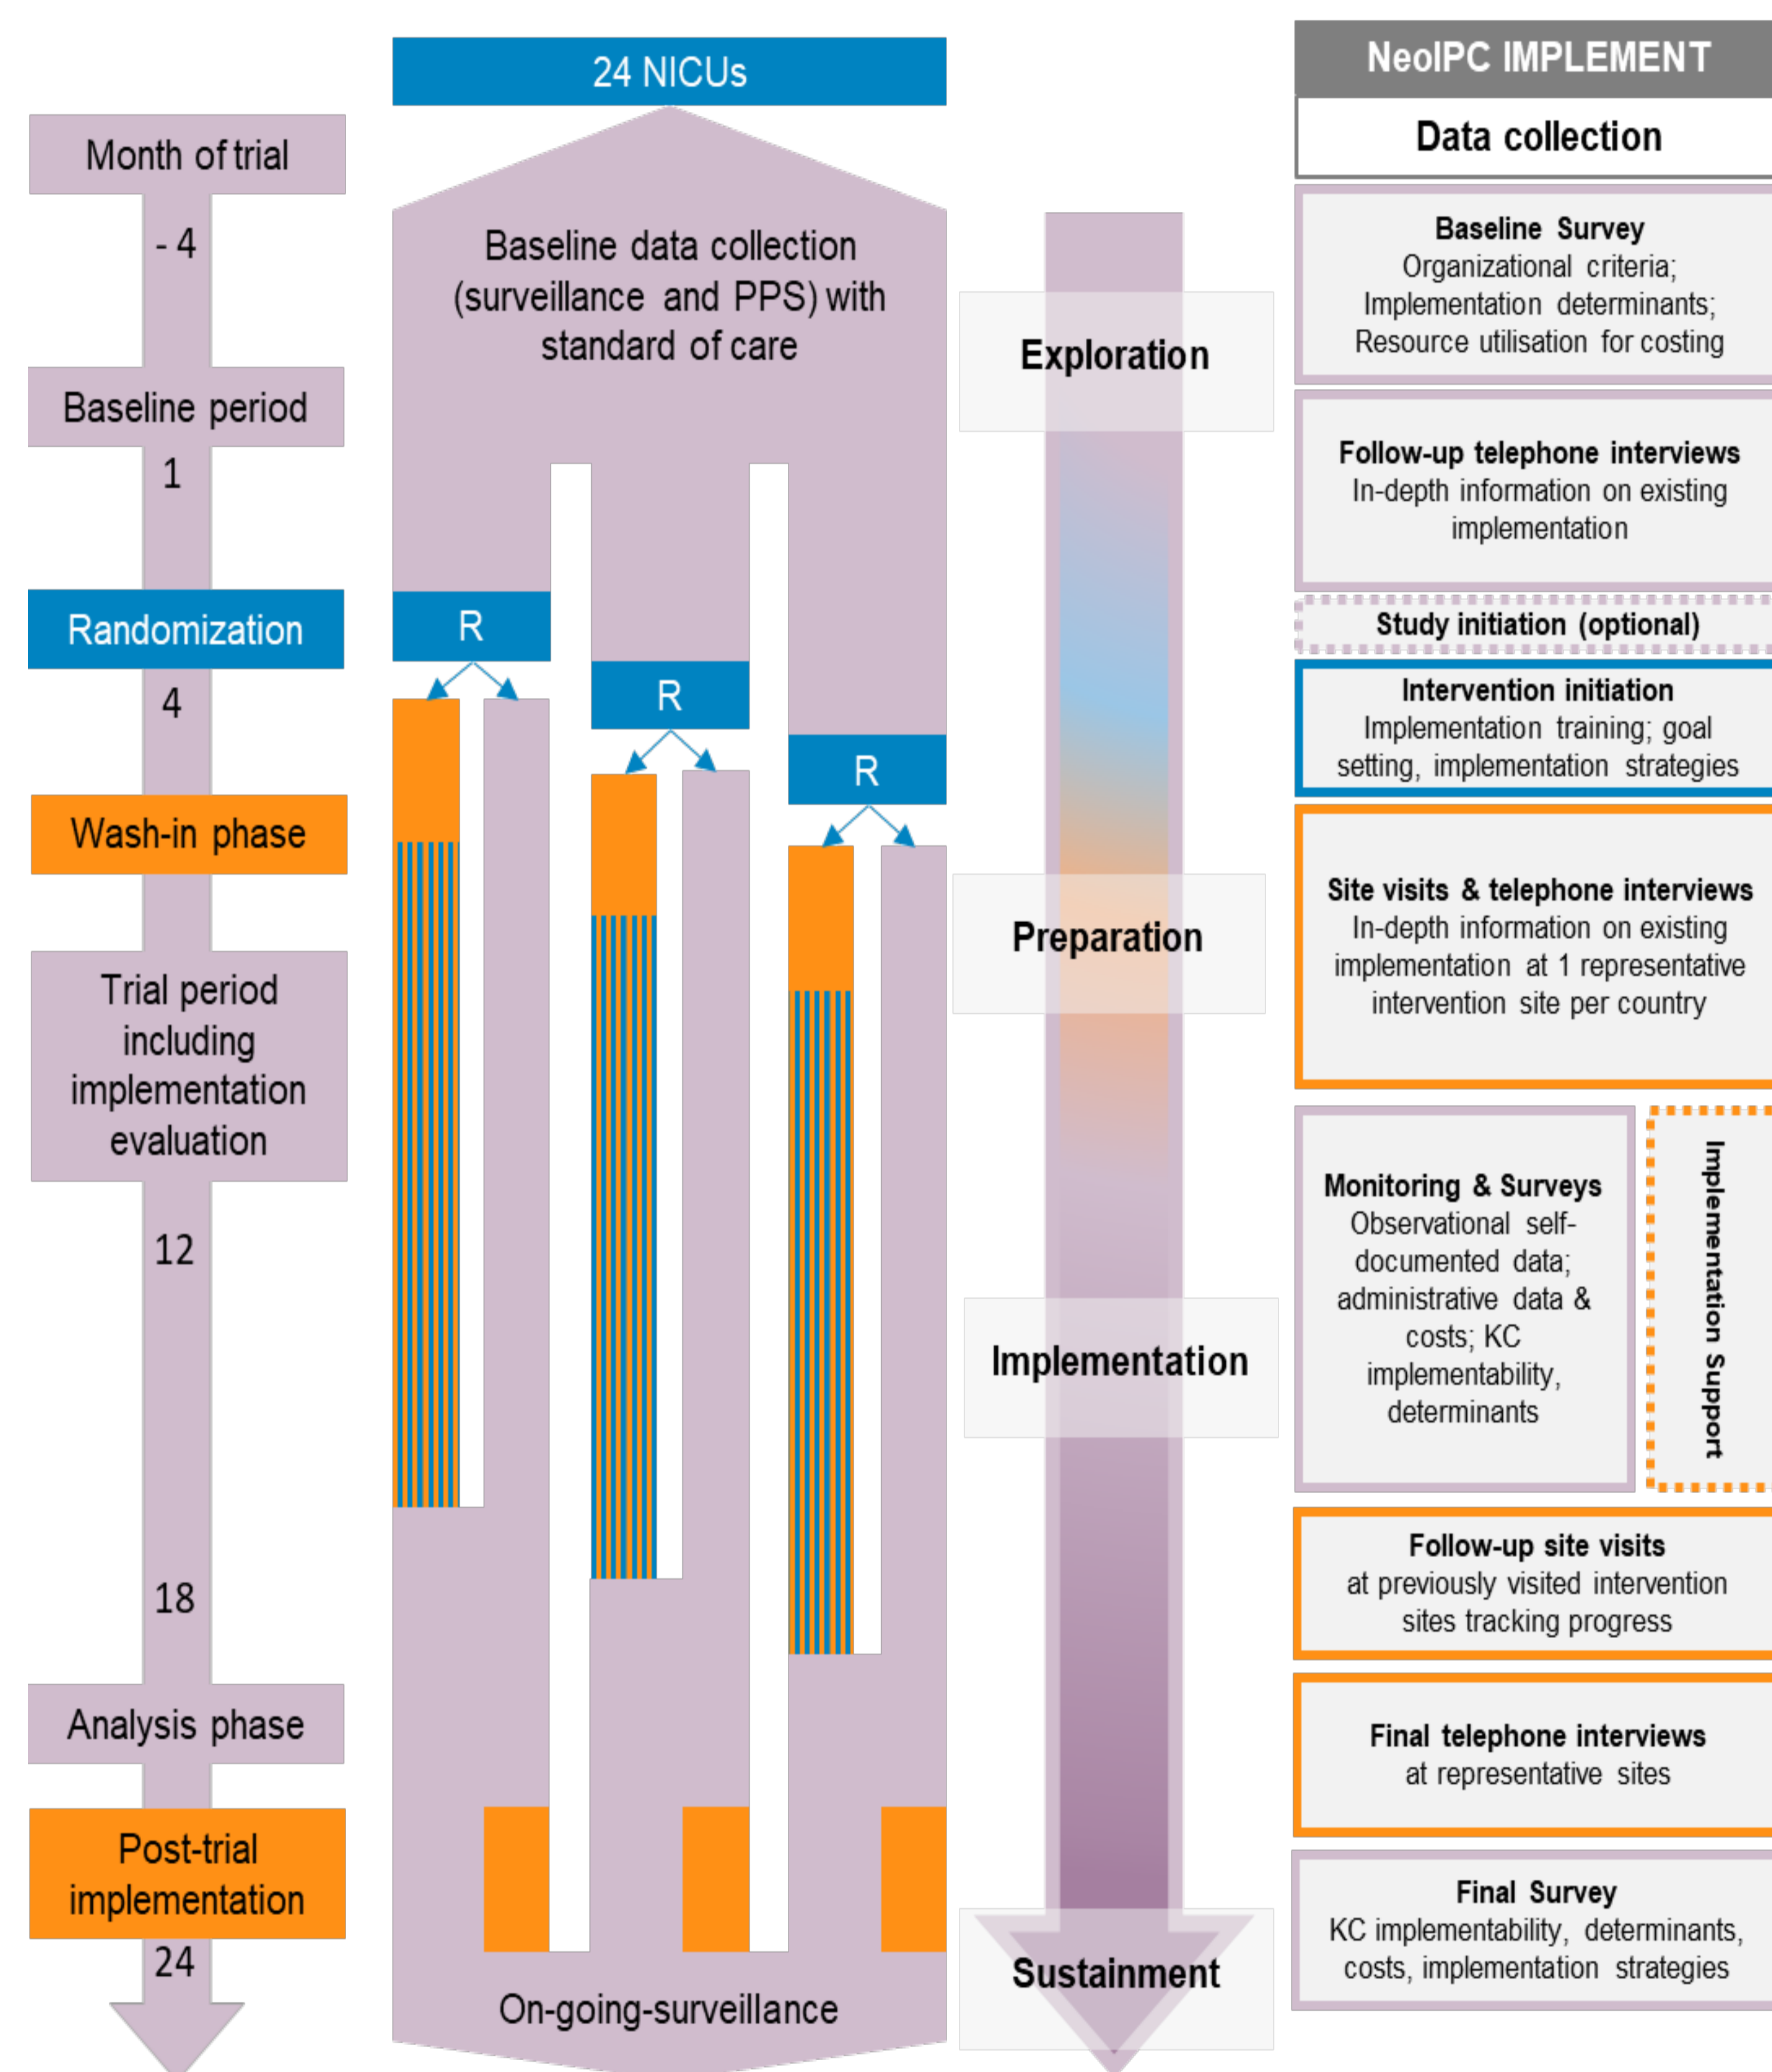 Month of trial
- 4
Baseline period
1
Randomization
4
Wash-in phase
Trial period
including
implementation
evaluation
12
18
Analysis phase
Post-trial
implementation
24
24 NICUs
Baseline data collection
(surveillance and PPS) with
standard of care
R
R
R
On-going-surveillance
Exploration
Preparation
Implementation
Sustainment
NeoIPC IMPLEMENT
Data collection
Baseline Survey
Organizational criteria;
Implementation determinants;
Resource utilisation for costing
Follow-up telephone interviews
In-depth information on existing
implementation
Study initiation (optional)
Intervention initiation
Implementation training; goal
setting, implementation strategies
Site visits & telephone interviews
In-depth information on existing
implementation at 1 representative
intervention site per country
Monitoring & Surveys
Observational self-
documented data;
administrative data &
costs; KC
implementability,
determinants
Implementation Support
Follow-up site visits
at previously visited intervention
sites tracking progress
Final telephone interviews
at representative sites
Final Survey
KC implementability, determinants,
costs, implementation strategies